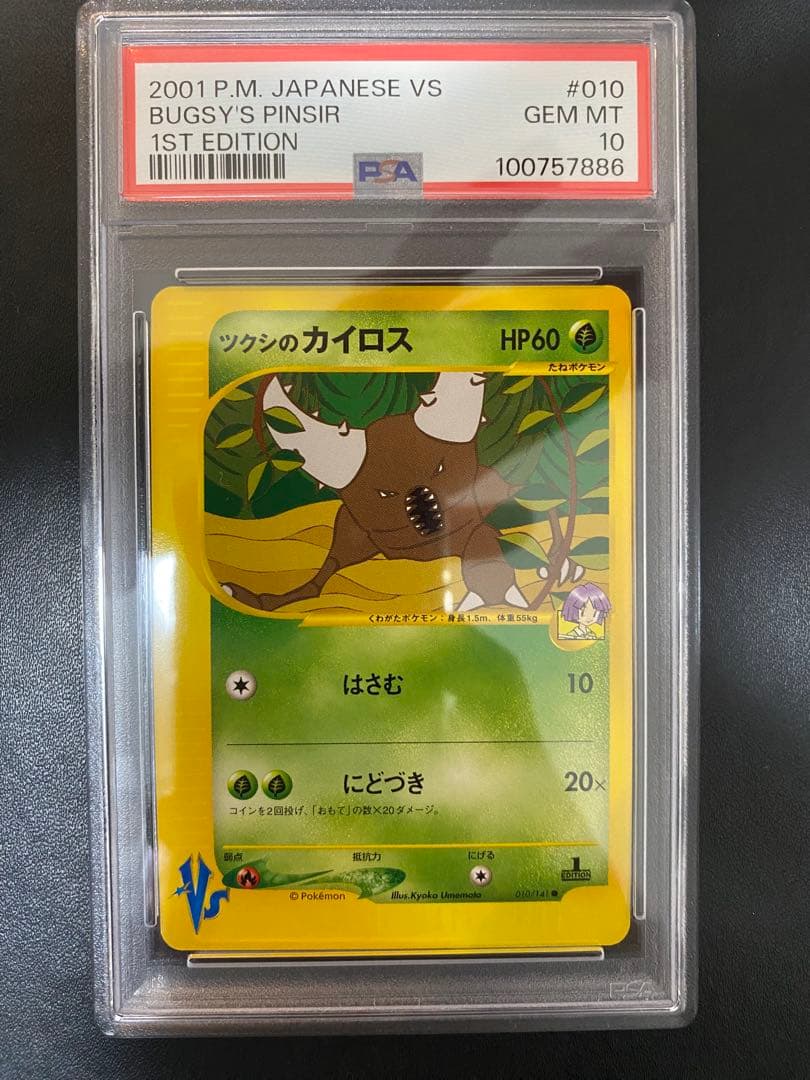 2001 P.M. JAPANESE VS #010
BUGSY'S PINSIR GEM MT
1ST EDITION 10
PSA 100757886
ツクシのカイロス HP60
たねポケモン
くわがたポケモン:身長1.5m、体重55kg
はさむ 10
にどづき 20×
コインを2回投げ、「おもて」の数×20ダメージ。
弱点 抵抗力 にげる
1
EDITION
VS
©Pokémon Illus.Kyoko Umemoto 010/141●
PSA